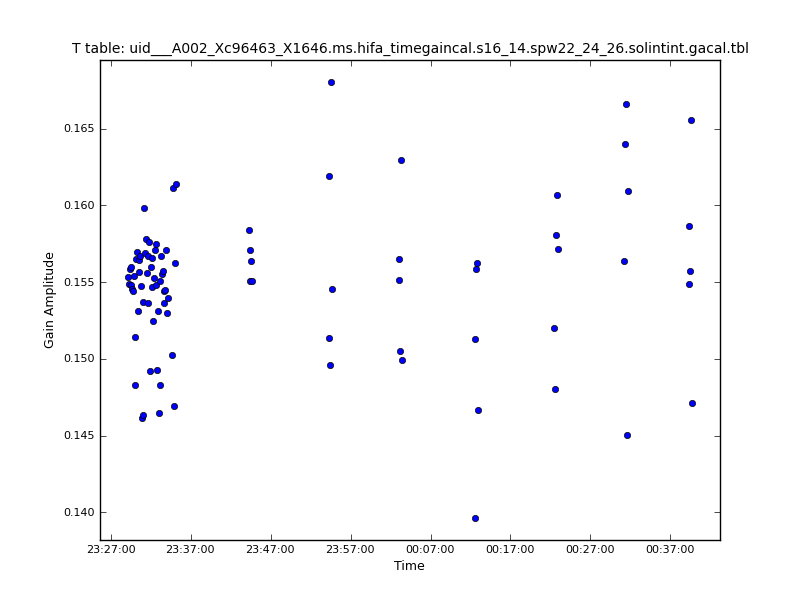 T table: uid___A002_Xc96463_X1646.ms.hifa_timegaincal.s16_14.spw22_24_26.solintint.gacal.tbl
0.165
0.160
0.155
0.150
0.145
0.140
Gain Amplitude
23:27:00 23:37:00 23:47:00 23:57:00 00:07:00 00:17:00 00:27:00 00:37:00
Time